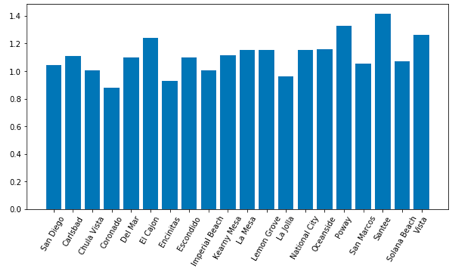 1.4
1.2
1.0
0.8
0.6
0.4
0.2
0.0
San Diego
Carlsbad
Chula Vista
Coronado
Del Mar
El Cajon
Encinitas
Escondido
Imperial Beach
Kearny Mesa
La Mesa
Lemon Grove
La Jolla
National City
Oceanside
Poway
San Marcos
Santee
Solana Beach
Vista